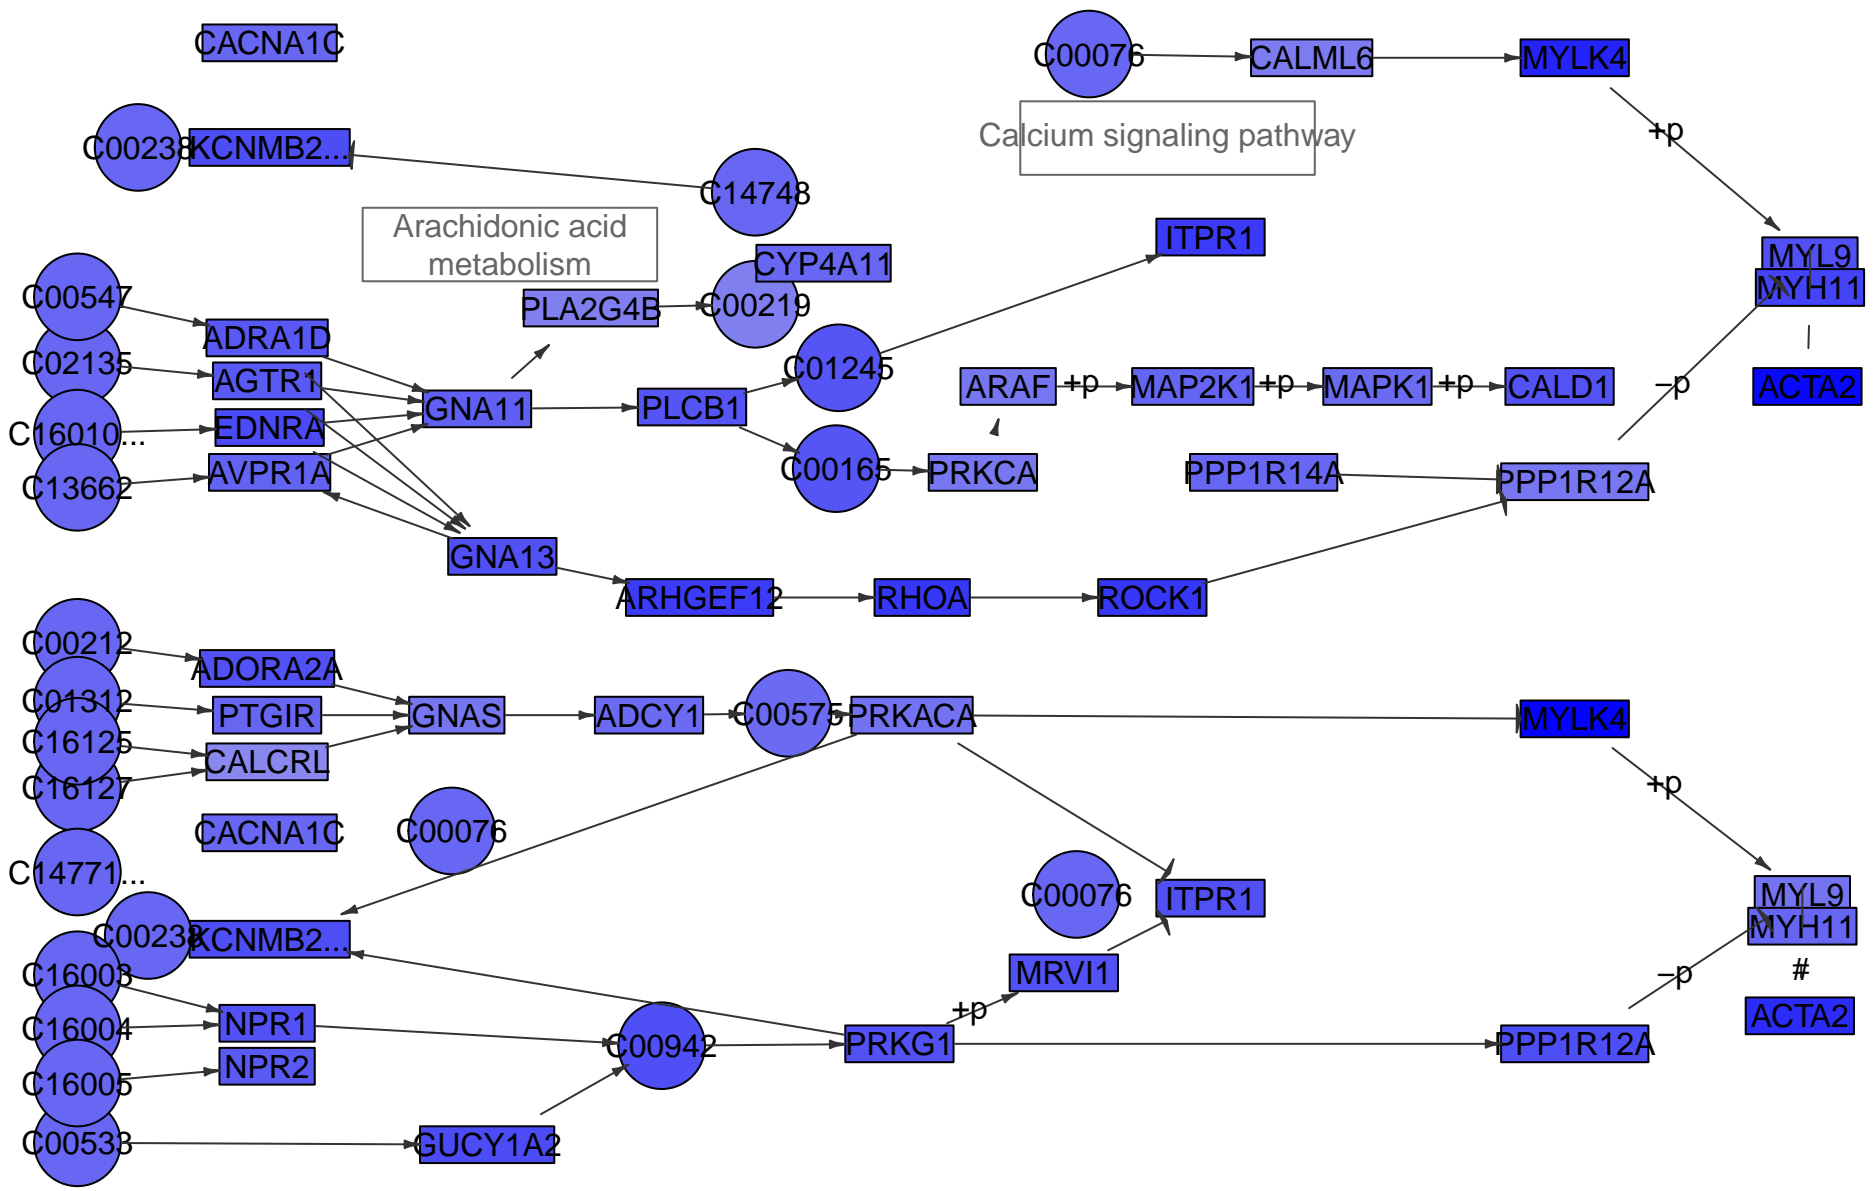 CACNA1C
C00076
CALML6
MYLK4
Calcium signaling pathway
+p
C00238
KCNMB2...
C14748
Arachidonic acid
metabolism
ITPR1
MYL9
MYH11
CYP4A11
C00547
PLA2G4B
C00219
ADRA1D
C02135
AGTR1
C01245
ARAF
+p
MAP2K1
+p
MAPK1
+p
CALD1
–p
ACTA2
GNA11
PLCB1
C16010...
EDNRA
C13662
AVPR1A
C00165
PRKCA
PPP1R14A
PPP1R12A
GNA13
ARHGEF12
RHOA
ROCK1
C00212
ADORA2A
C01312
PTGIR
GNAS
ADCY1
C00575
PRKACA
MYLK4
C16125
CALCRL
C16127
+p
CACNA1C
C00076
C14771...
C00076
ITPR1
MYL9
MYH11
C00238
KCNMB2...
C16003
MRVI1
–p
#
+p
C16004
NPR1
C00942
PRKG1
PPP1R12A
ACTA2
C16005
NPR2
C00533
GUCY1A2